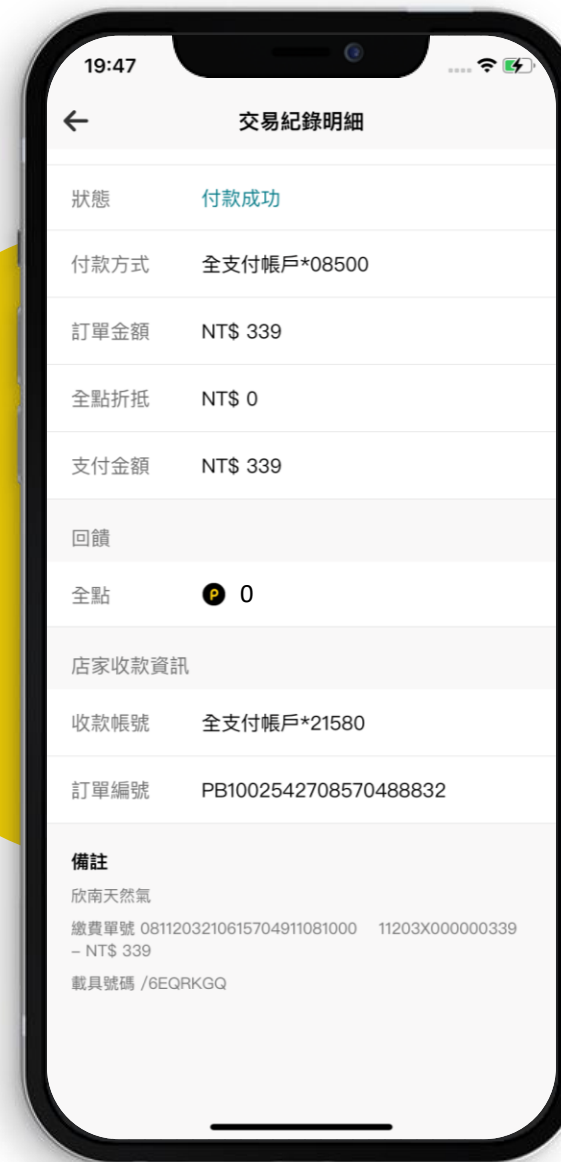 19:47
交易紀錄明細
狀態 付款成功
付款方式 全支付帳戶*08500
訂單金額 NT$ 339
全點折抵 NT$ 0
支付金額 NT$ 339
回饋
全點 P 0
店家收款資訊
收款帳號 全支付帳戶*21580
訂單編號 PB1002542708570488832
備註
欣南天然氣
繳費單號 0811203210615704911081000 11203X000000339
– NT$ 339
載具號碼 /6EQRKGQ